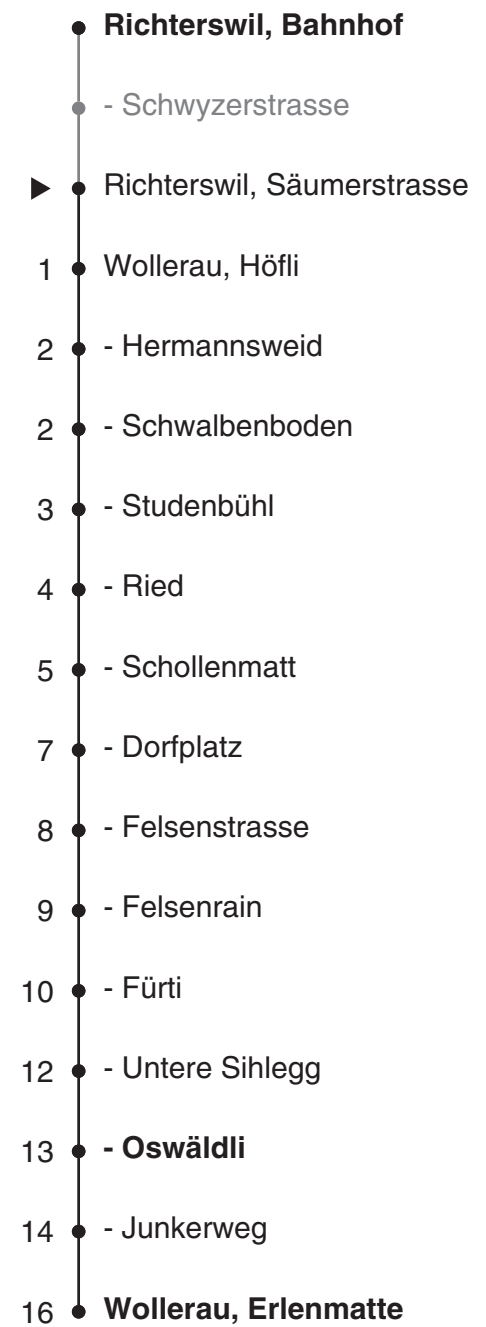 Richterswil, Bahnhof
- Schwyzerstrasse
Richterswil, Säumerstrasse
1 Wollerau, Höfli
2 - Hermannsweid
2 - Schwalbenboden
3 - Studenbühl
4 - Ried
5 - Schollenmatt
7 - Dorfplatz
8 - Felsenstrasse
9 - Felsenrain
10 - Fürti
12 - Untere Sihlegg
13 - Oswäldli
14 - Junkerweg
16 Wollerau, Erlenmatte